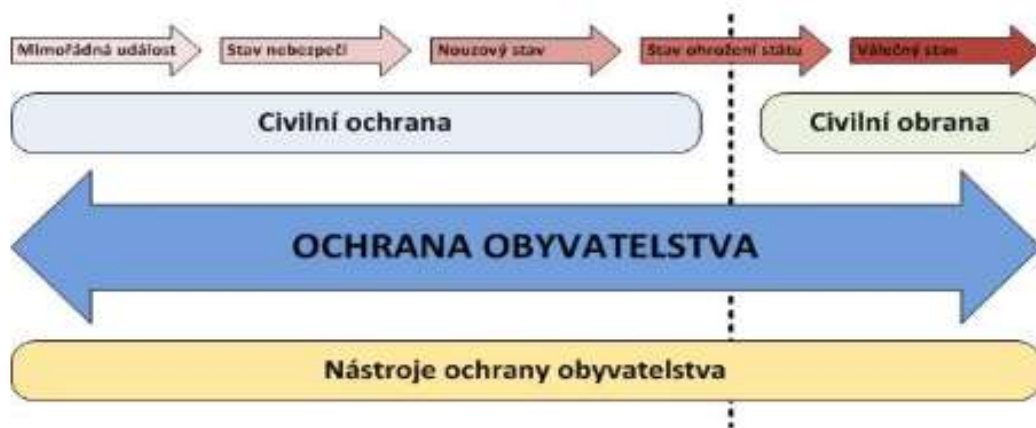 Mimořádná událost
Stav nebezpečí
Nouzový stav
Stav ohrožení státu
Válečný stav
Civilní ochrana
Civilní obrana
OCHRANA OBYVATELSTVA
Nástroje ochrany obyvatelstva